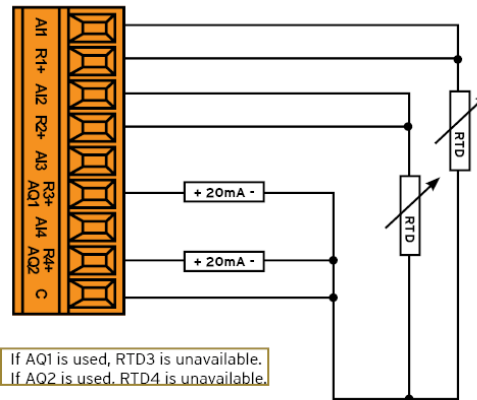 AI1
R1+
AI2
R2+
AI3
R3+
AQ1
AI4
R4+
AQ2
C
RTD
RTD
+ 20mA -
+ 20mA -
If AQ1 is used, RTD3 is unavailable.
If AQ2 is used. RTD4 is unavailable.